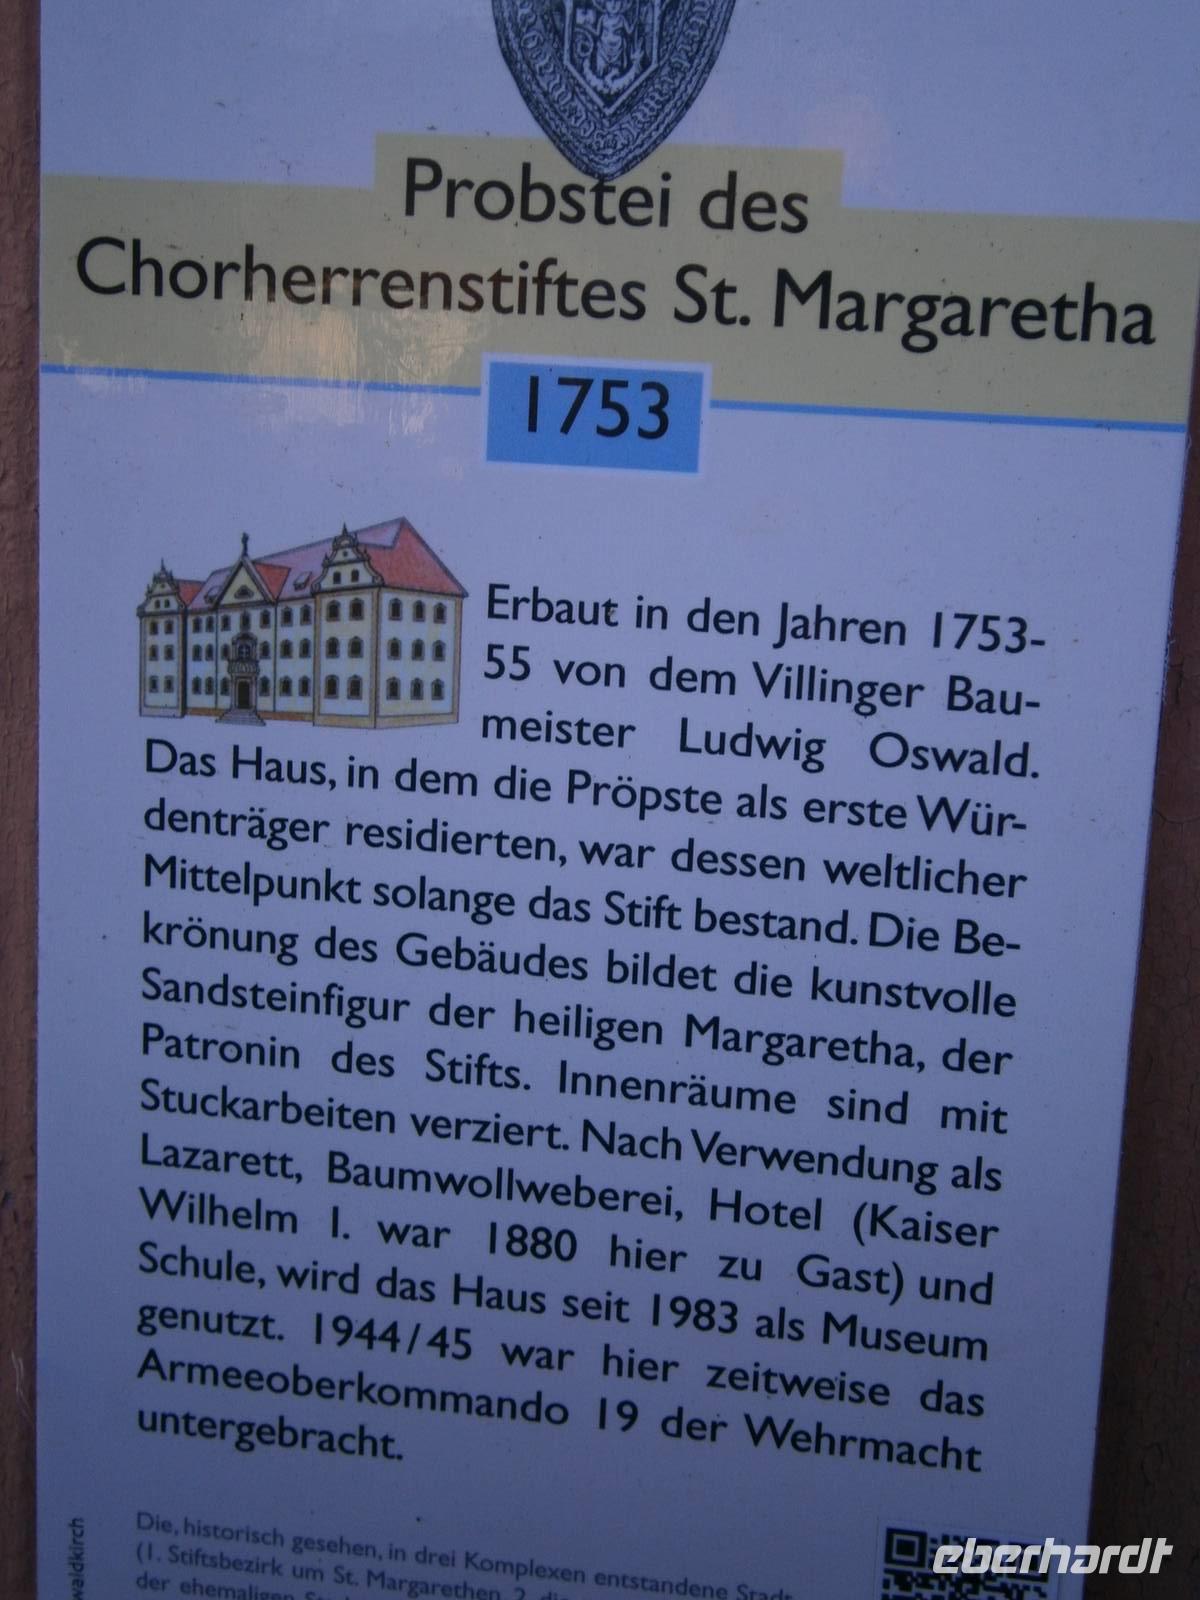 Probstei des
Chorherrenstiftes St. Margaretha
1753
Erbaut in den Jahren 1753-
55 von dem Villinger Bau-
meister Ludwig Oswald.
Das Haus, in dem die Pröpste als erste Wür-
denträger residierten, war dessen weltlicher
Mittelpunkt solange das Stift bestand. Die Be-
krönung des Gebäudes bildet die kunstvolle
Sandsteinfigur der heiligen Margaretha, der
Patronin des Stifts. Innenräume sind mit
Stuckarbeiten verziert. Nach Verwendung als
Lazarett, Baumwollweberei, Hotel (Kaiser
Wilhelm I. war 1880 hier zu Gast) und
Schule, wird das Haus seit 1983 als Museum
genutzt. 1944/45 war hier zeitweise das
Armeeoberkommando 19 der Wehrmacht
untergebracht.
Die, historisch gesehen, in drei Komplexen entstandene Stadt
(1. Stiftsbezirk um St. Margarethen 2.
der ehemaligen
waldkirch
eberhardt